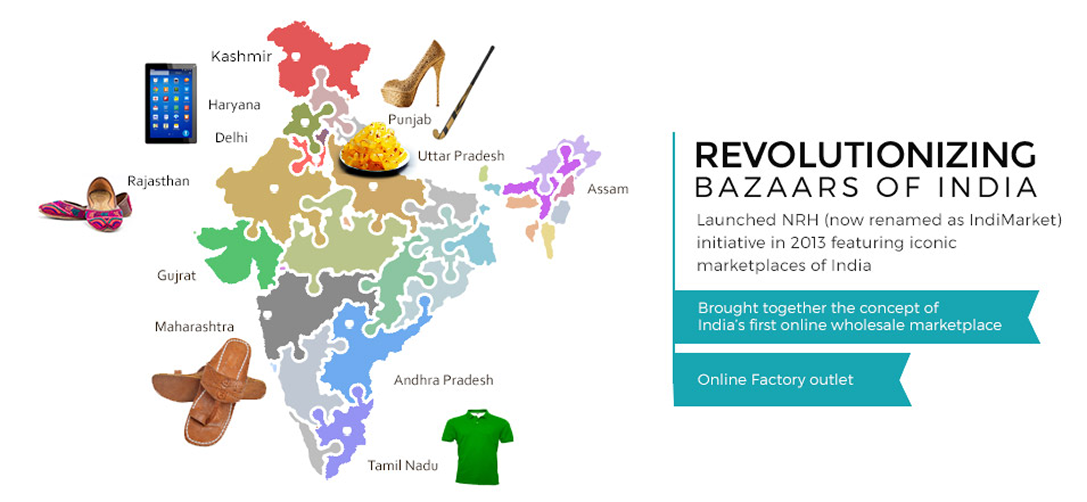 Kashmir
Haryana
Punjab
Delhi
Uttar Pradesh
Rajasthan
Assam
Gujrat
Maharashtra
Andhra Pradesh
Tamil Nadu
REVOLUTIONIZING
BAZAARS OF INDIA
Launched NRH (now renamed as IndiMarket)
initiative in 2013 featuring iconic
marketplaces of India
Brought together the concept of
India's first online wholesale marketplace
Online Factory outlet